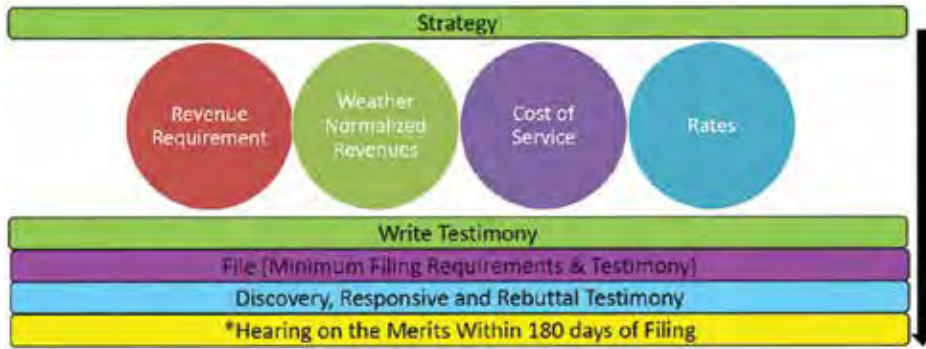 Strategy
Revenue
Requirement
Weather
Normalized
Revenues
Cost of
Service
Rates
Write Testimony
File (Minimum Filing Requirements & Testimony)
Discovery, Responsive and Rebuttal Testimony
*Hearing on the Merits Within 180 days of Filing